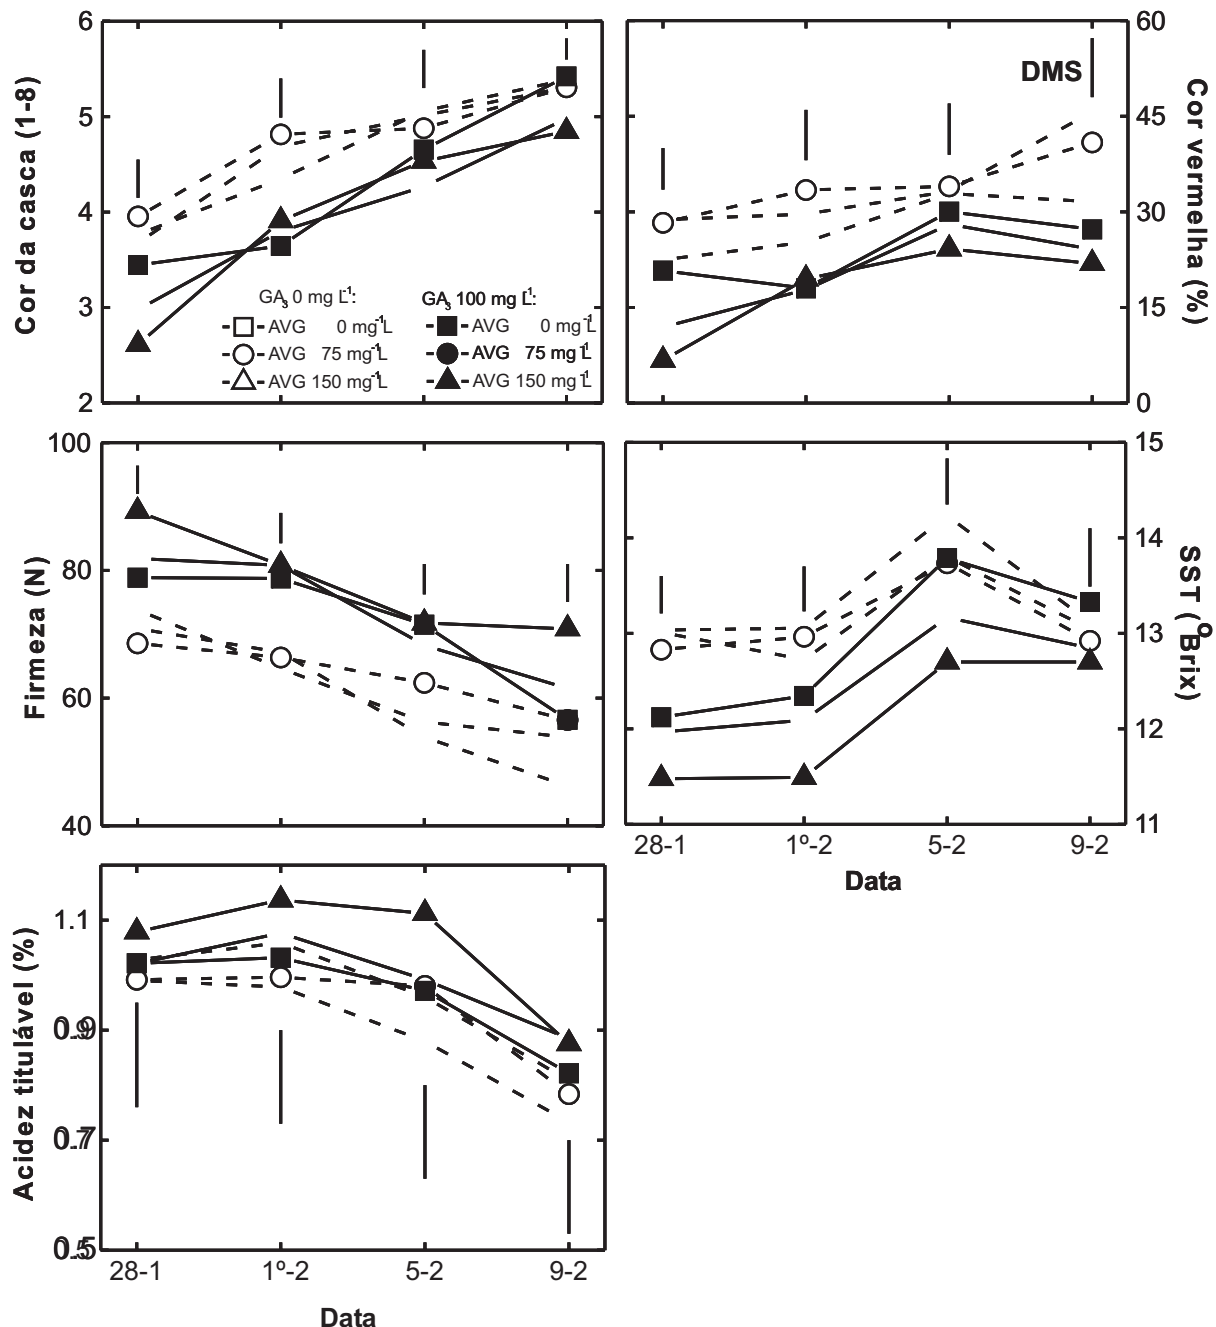 Cor da casca (1-8)
6
5
4
3
2
GA3 0 mg L-1:
AVG 0 mg-1L
AVG 75 mg-1L
AVG 150 mg-1L
GA3 100 mg L-1:
AVG 0 mg-1L
AVG 75 mg-1L
AVG 150 mg-1L
DMS
60
45
30
15
0
Cor vermelha (%)
Firmeza (N)
100
80
60
40
15
14
13
12
11
SST (ºBrix)
28-1 1º-2 5-2 9-2
Data
Acidez titulável (%)
1.1
0.9
0.7
0.5
28-1 1º-2 5-2 9-2
Data